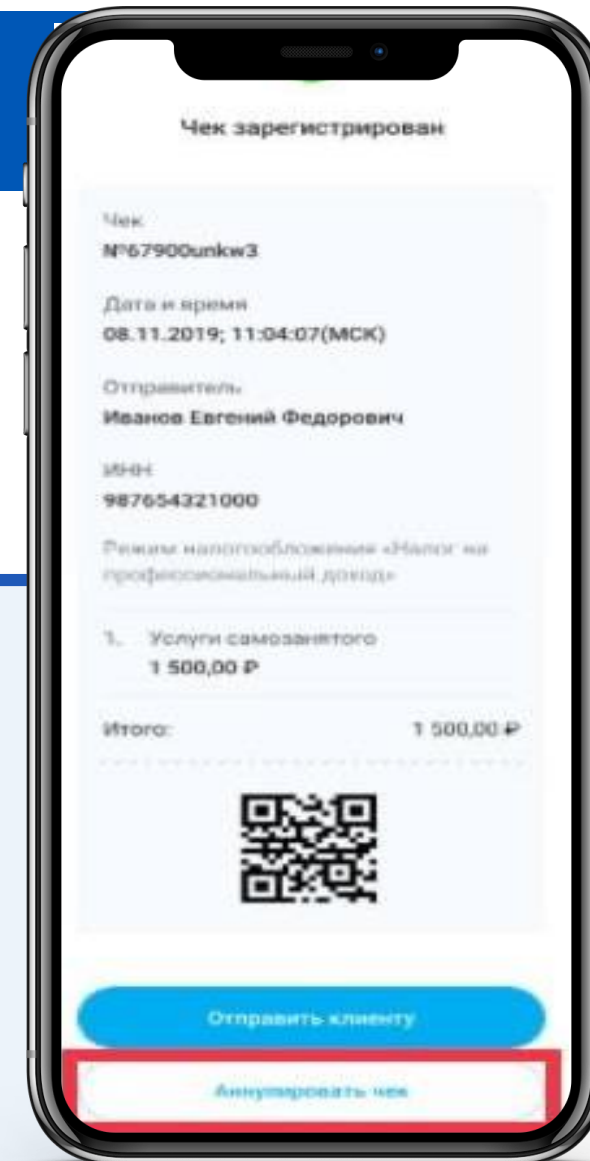 Чек зарегистрирован
Чек
№67900unkw3
Дата и время
08.11.2019; 11:04:07(МСК)
Отправитель
Иванов Евгений Федорович
ИНН
987654321000
Режим налогообложения «Налог на
профессиональный доход»
1. Услуги самозанятого
1 500,00 ₽
Итого: 1 500,00 ₽
Отправить клиенту
Аннулировать чек